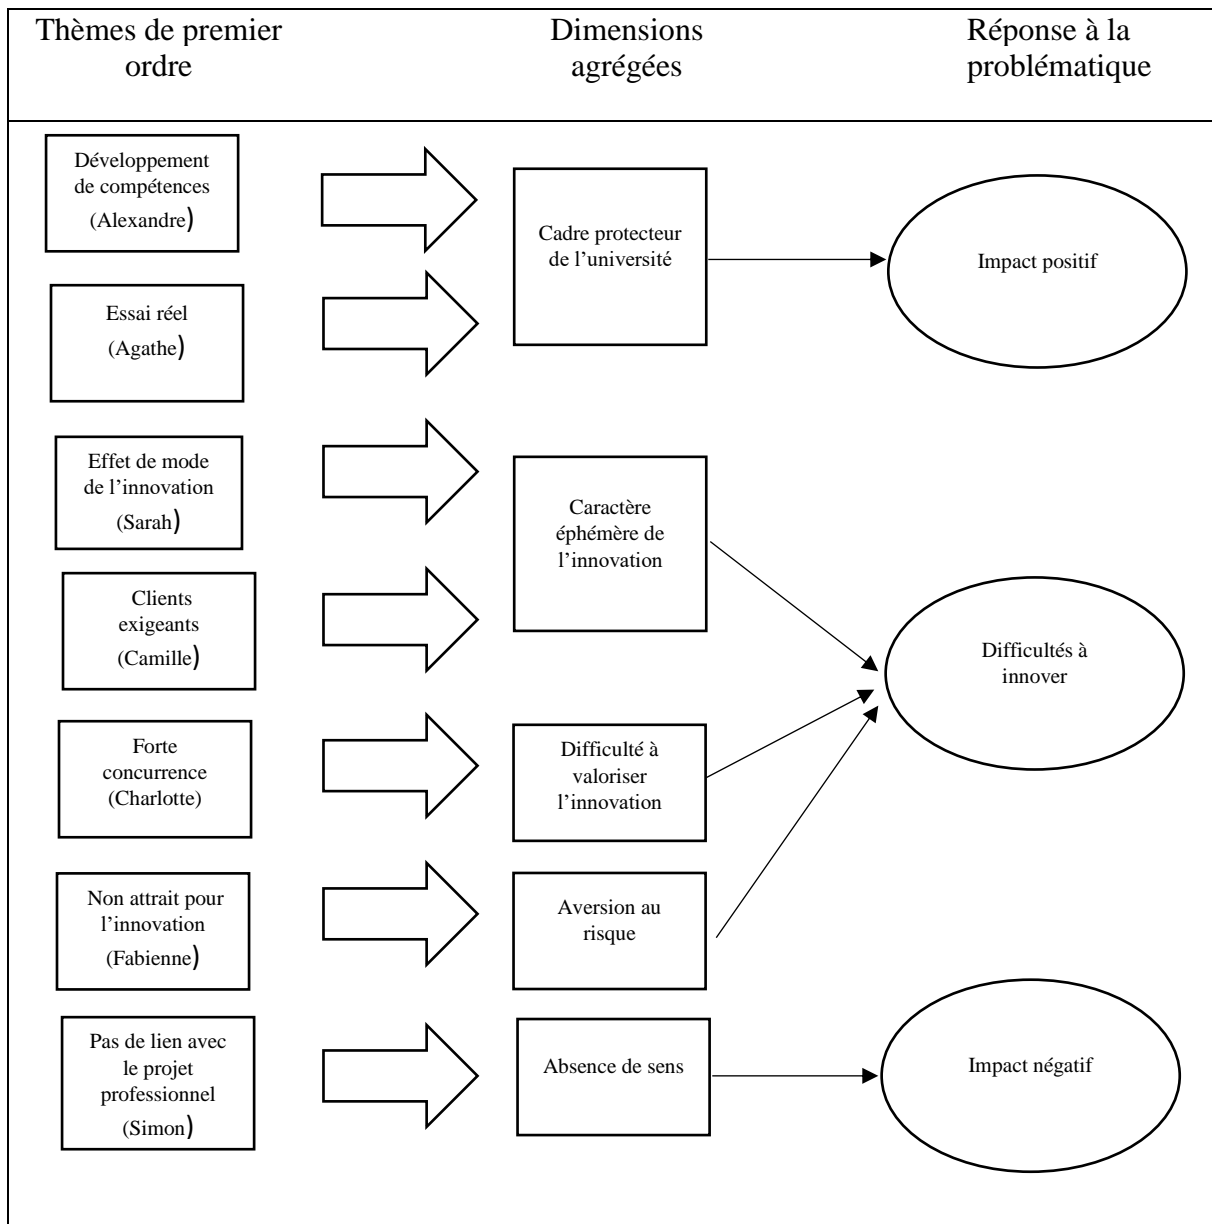 Thèmes de premier
ordre
Dimensions
agrégées
Réponse à la
problématique
Développement
de compétences
(Alexandre)
Cadre protecteur
de l’université
Impact positif
Essai réel
(Agathe)
Effet de mode
de l’innovation
(Sarah)
Caractère
éphémère de
l’innovation
Clients
exigeants
(Camille)
Difficultés à
innover
Forte
concurrence
(Charlotte)
Difficulté à
valoriser
l’innovation
Non attrait pour
l’innovation
(Fabienne)
Aversion au
risque
Pas de lien avec
le projet
professionnel
(Simon)
Absence de sens
Impact négatif